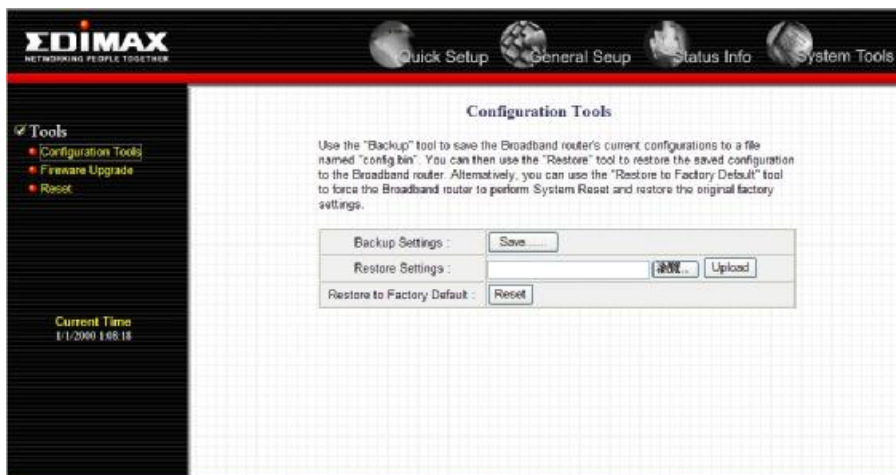 EDIMAX
NETWORKING PEOPLE TOGETHER
Quick Setup
General Seup
Status Info
System Tools
Tools
Configuration Tools
Firmware Upgrade
Reset
Current Time
1/1/2000 1:08:18
Configuration Tools
Use the "Backup" tool to save the Broadband router's current configurations to a file
named "config.bin". You can then use the "Restore" tool to restore the saved configuration
to the Broadband router. Alternatively, you can use the "Restore to Factory Default" tool
to force the Broadband router to perform System Reset and restore the original factory
settings.
Backup Settings :
Save......
Restore Settings :
Upload
Restore to Factory Default :
Reset